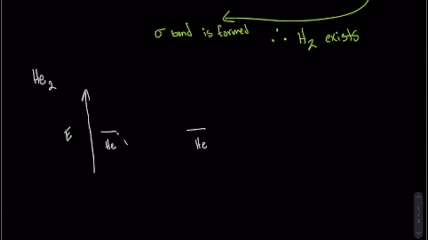 σ bond is formed ∴ H₂ exists
He₂
E
He He